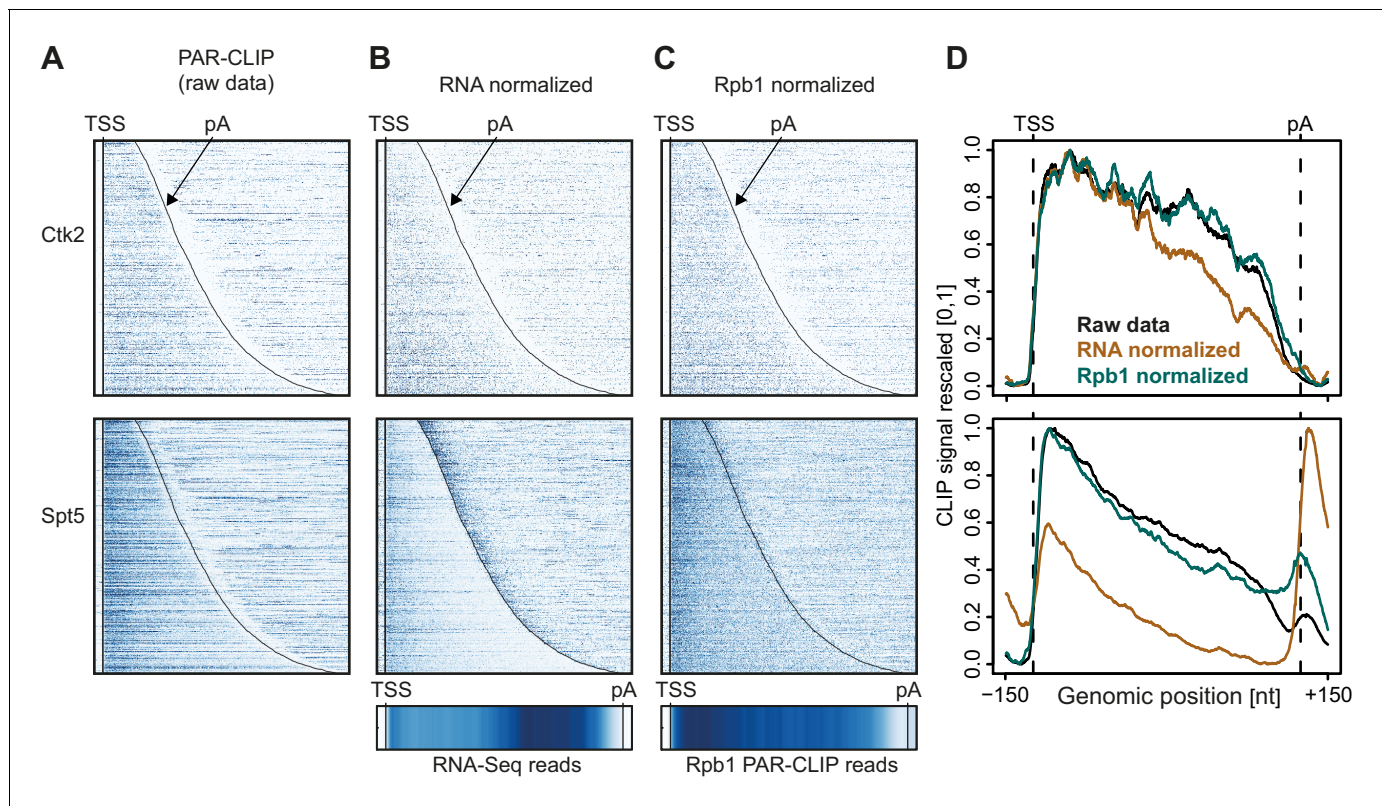 A
PAR-CLIP
(raw data)
B
RNA normalized
C
Rpb1 normalized
D
TSS
pA
TSS
pA
TSS
pA
TSS
pA
Ctk2
Spt5
TSS
pA
RNA-Seq reads
TSS
pA
Rpb1 PAR-CLIP reads
CLIP signal rescaled [0,1]
1.0
0.8
0.6
0.4
0.2
0.0
Raw data
RNA normalized
Rpb1 normalized
1.0
0.8
0.6
0.4
0.2
0.0
−150
Genomic position [nt]
+150